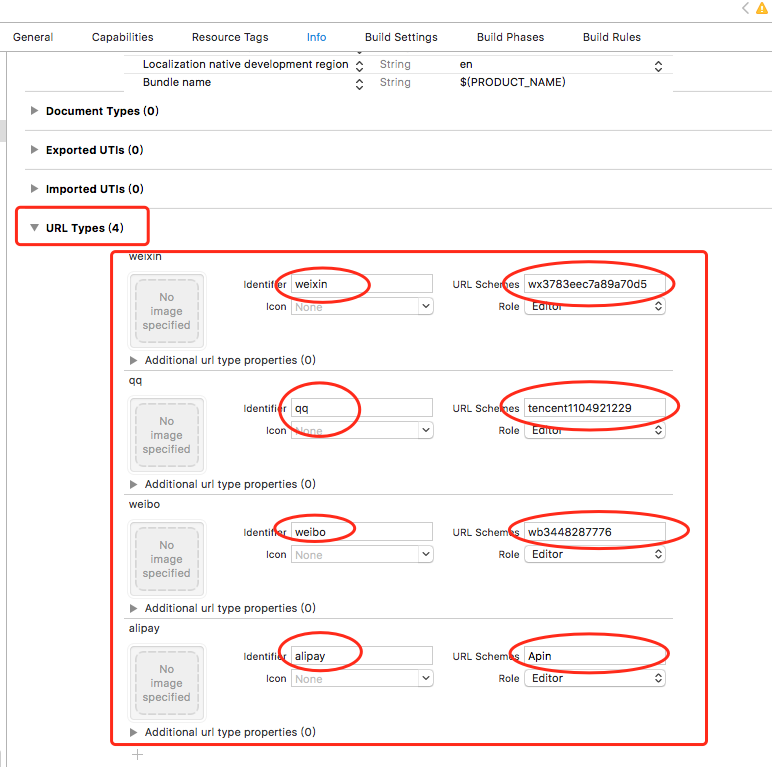 General Capabilities Resource Tags Info Build Settings Build Phases Build Rules
Localization native development region String en
Bundle name String $(PRODUCT_NAME)
Document Types (0)
Exported UTIs (0)
Imported UTIs (0)
URL Types (4)
weixin
No image specified
Identifier weixin URL Schemes wx3783eec7a89a70d5
Icon None Role Editor
Additional url type properties (0)
qq
No image specified
Identifier qq URL Schemes tencent1104921229
Icon None Role Editor
Additional url type properties (0)
weibo
No image specified
Identifier weibo URL Schemes wb3448287776
Icon None Role Editor
Additional url type properties (0)
alipay
No image specified
Identifier alipay URL Schemes Apin
Icon None Role Editor
Additional url type properties (0)